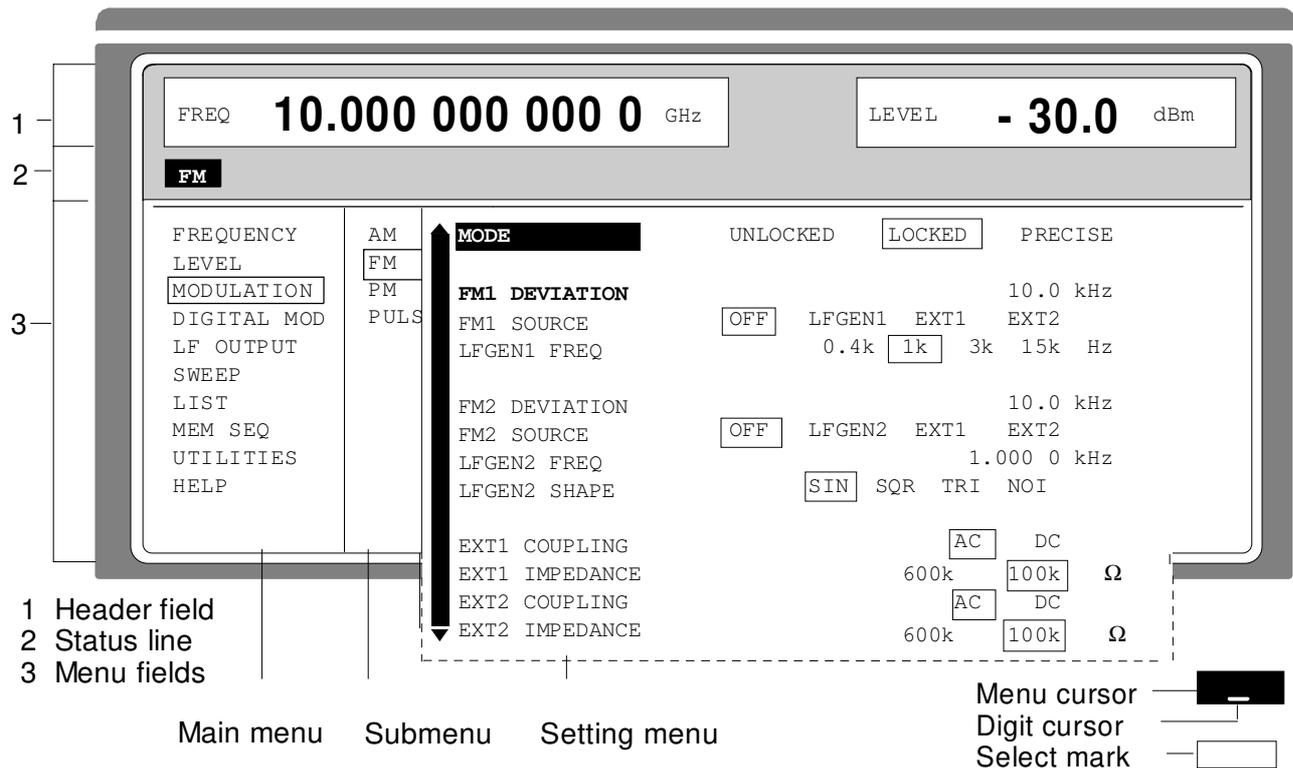 FREQ 10.000 000 000 0 GHz LEVEL - 30.0 dBm
1
2
FM
3
FREQUENCY
LEVEL
MODULATION
DIGITAL MOD
LF OUTPUT
SWEEP
LIST
MEM SEQ
UTILITIES
HELP
AM
FM
PM
PULS
MODE UNLOCKED LOCKED PRECISE
FM1 DEVIATION 10.0 kHz
FM1 SOURCE OFF LFGEN1 EXT1 EXT2
LFGEN1 FREQ 0.4k 1k 3k 15k Hz
FM2 DEVIATION 10.0 kHz
FM2 SOURCE OFF LFGEN2 EXT1 EXT2
LFGEN2 FREQ 1.000 0 kHz
LFGEN2 SHAPE SIN SQR TRI NOI
EXT1 COUPLING AC DC
EXT1 IMPEDANCE 600k 100k Ω
EXT2 COUPLING AC DC
EXT2 IMPEDANCE 600k 100k Ω
1 Header field
2 Status line
3 Menu fields
Main menu Submenu Setting menu
Menu cursor
Digit cursor
Select mark